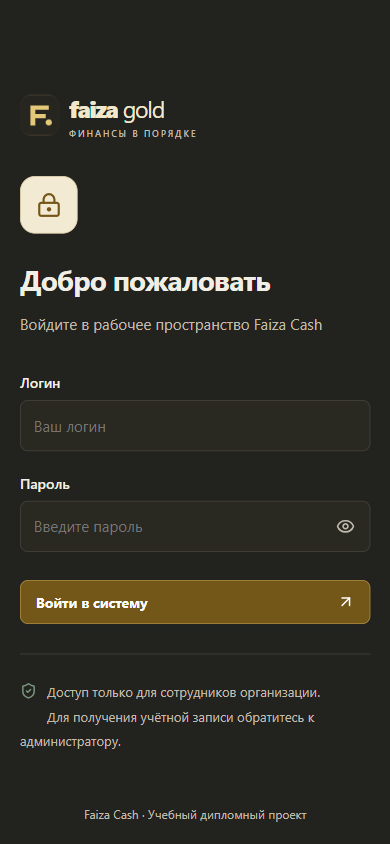 F.
faiza gold
ФИНАНСЫ В ПОРЯДКЕ
Добро пожаловать
Войдите в рабочее пространство Faiza Cash
Логин
Ваш логин
Пароль
Введите пароль
Войти в систему
Доступ только для сотрудников организации.
Для получения учётной записи обратитесь к
администратору.
Faiza Cash · Учебный дипломный проект